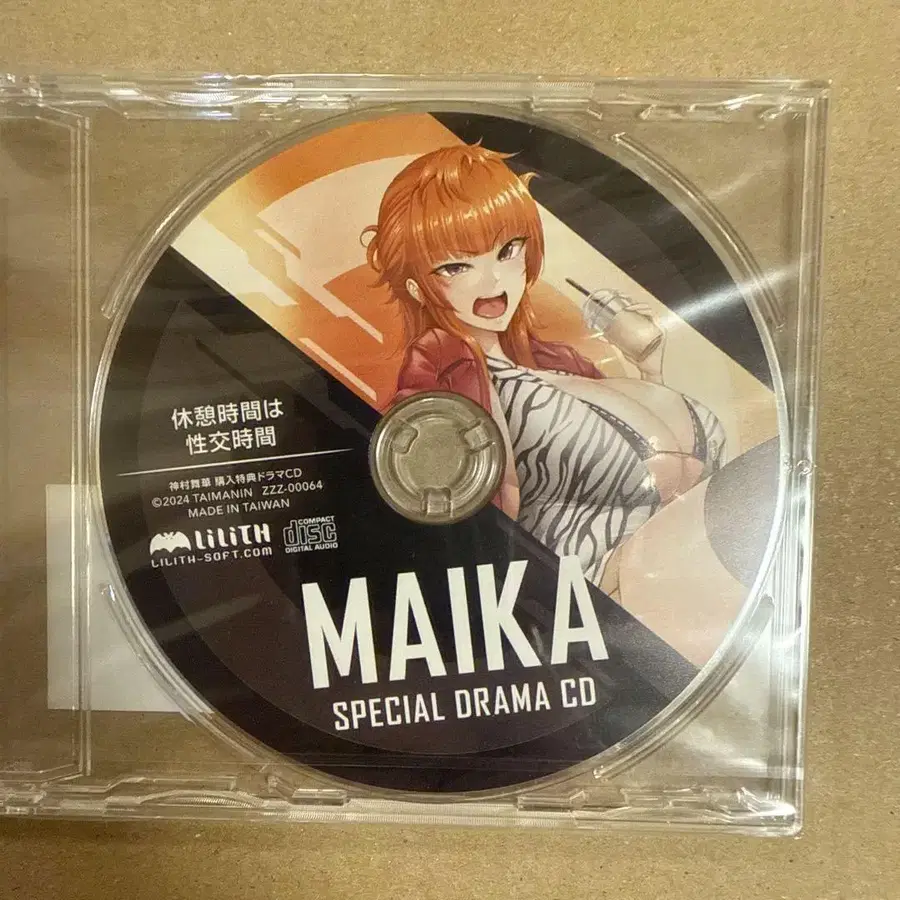 休憩時間は
性交時間
神村舞華 購入特典ドラマCD
©2024 TAIMANIN ZZZ-00064
MADE IN TAIWAN
LiLiTH
LILITH-SOFT.COM
COMPACT
disc
DIGITAL AUDIO
MAIKA
SPECIAL DRAMA CD